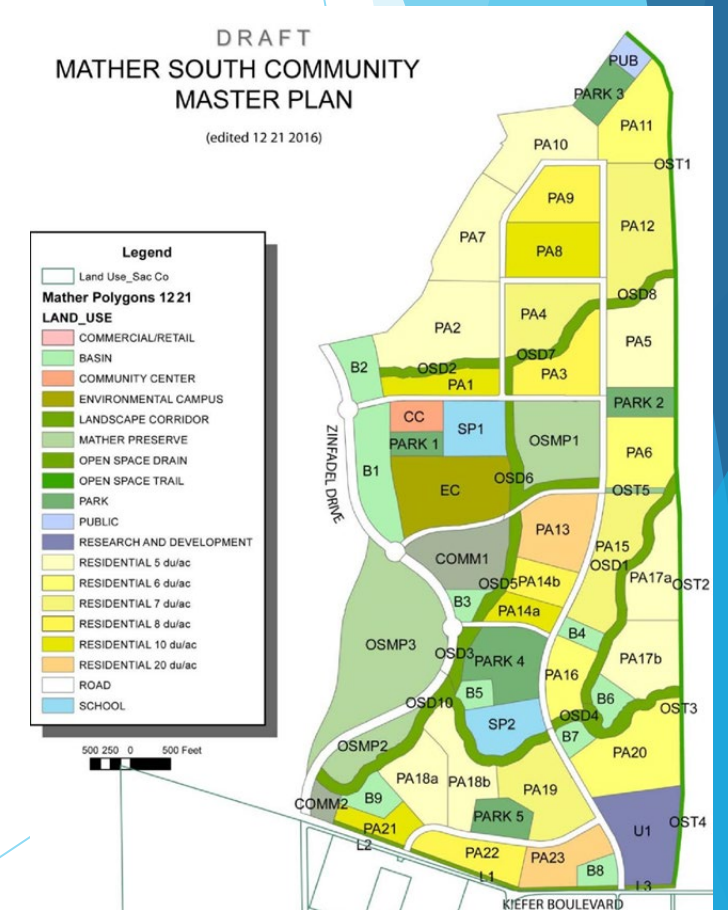 DRAFT
MATHER SOUTH COMMUNITY
MASTER PLAN
(edited 12 21 2016)
Legend
Land Use_Sac Co
Mather Polygons 12 21
LAND_USE
COMMERCIAL/RETAIL
BASIN
COMMUNITY CENTER
ENVIRONMENTAL CAMPUS
LANDSCAPE CORRIDOR
MATHER PRESERVE
OPEN SPACE DRAIN
OPEN SPACE TRAIL
PARK
PUBLIC
RESEARCH AND DEVELOPMENT
RESIDENTIAL 5 du/ac
RESIDENTIAL 6 du/ac
RESIDENTIAL 7 du/ac
RESIDENTIAL 8 du/ac
RESIDENTIAL 10 du/ac
RESIDENTIAL 20 du/ac
ROAD
SCHOOL
500 250 0 500 Feet
PUB
PARK 3
PA11
PA10
OST1
PA9
PA12
PA7
PA8
OSD8
PA4
PA2
PA5
OSD7
B2
OSD2
PA3
PA1
PARK 2
CC
SP1
PARK 1
OSMP1
ZINFADEL DRIVE
PA6
B1
OSD6
EC
OST5
PA13
PA15
COMM1
OSD1
PA17a
OST2
OSD5
PA14b
B3
PA14a
B4
OSMP3
OSD3
PARK 4
PA17b
PA16
B5
B6
OSD10
OST3
SP2
OSD4
B7
OSMP2
PA20
PA18a
PA18b
PA19
B9
COMM2
PARK 5
PA21
U1
OST4
L2
PA22
PA23
B8
L1
L3
KIEFER BOULEVARD